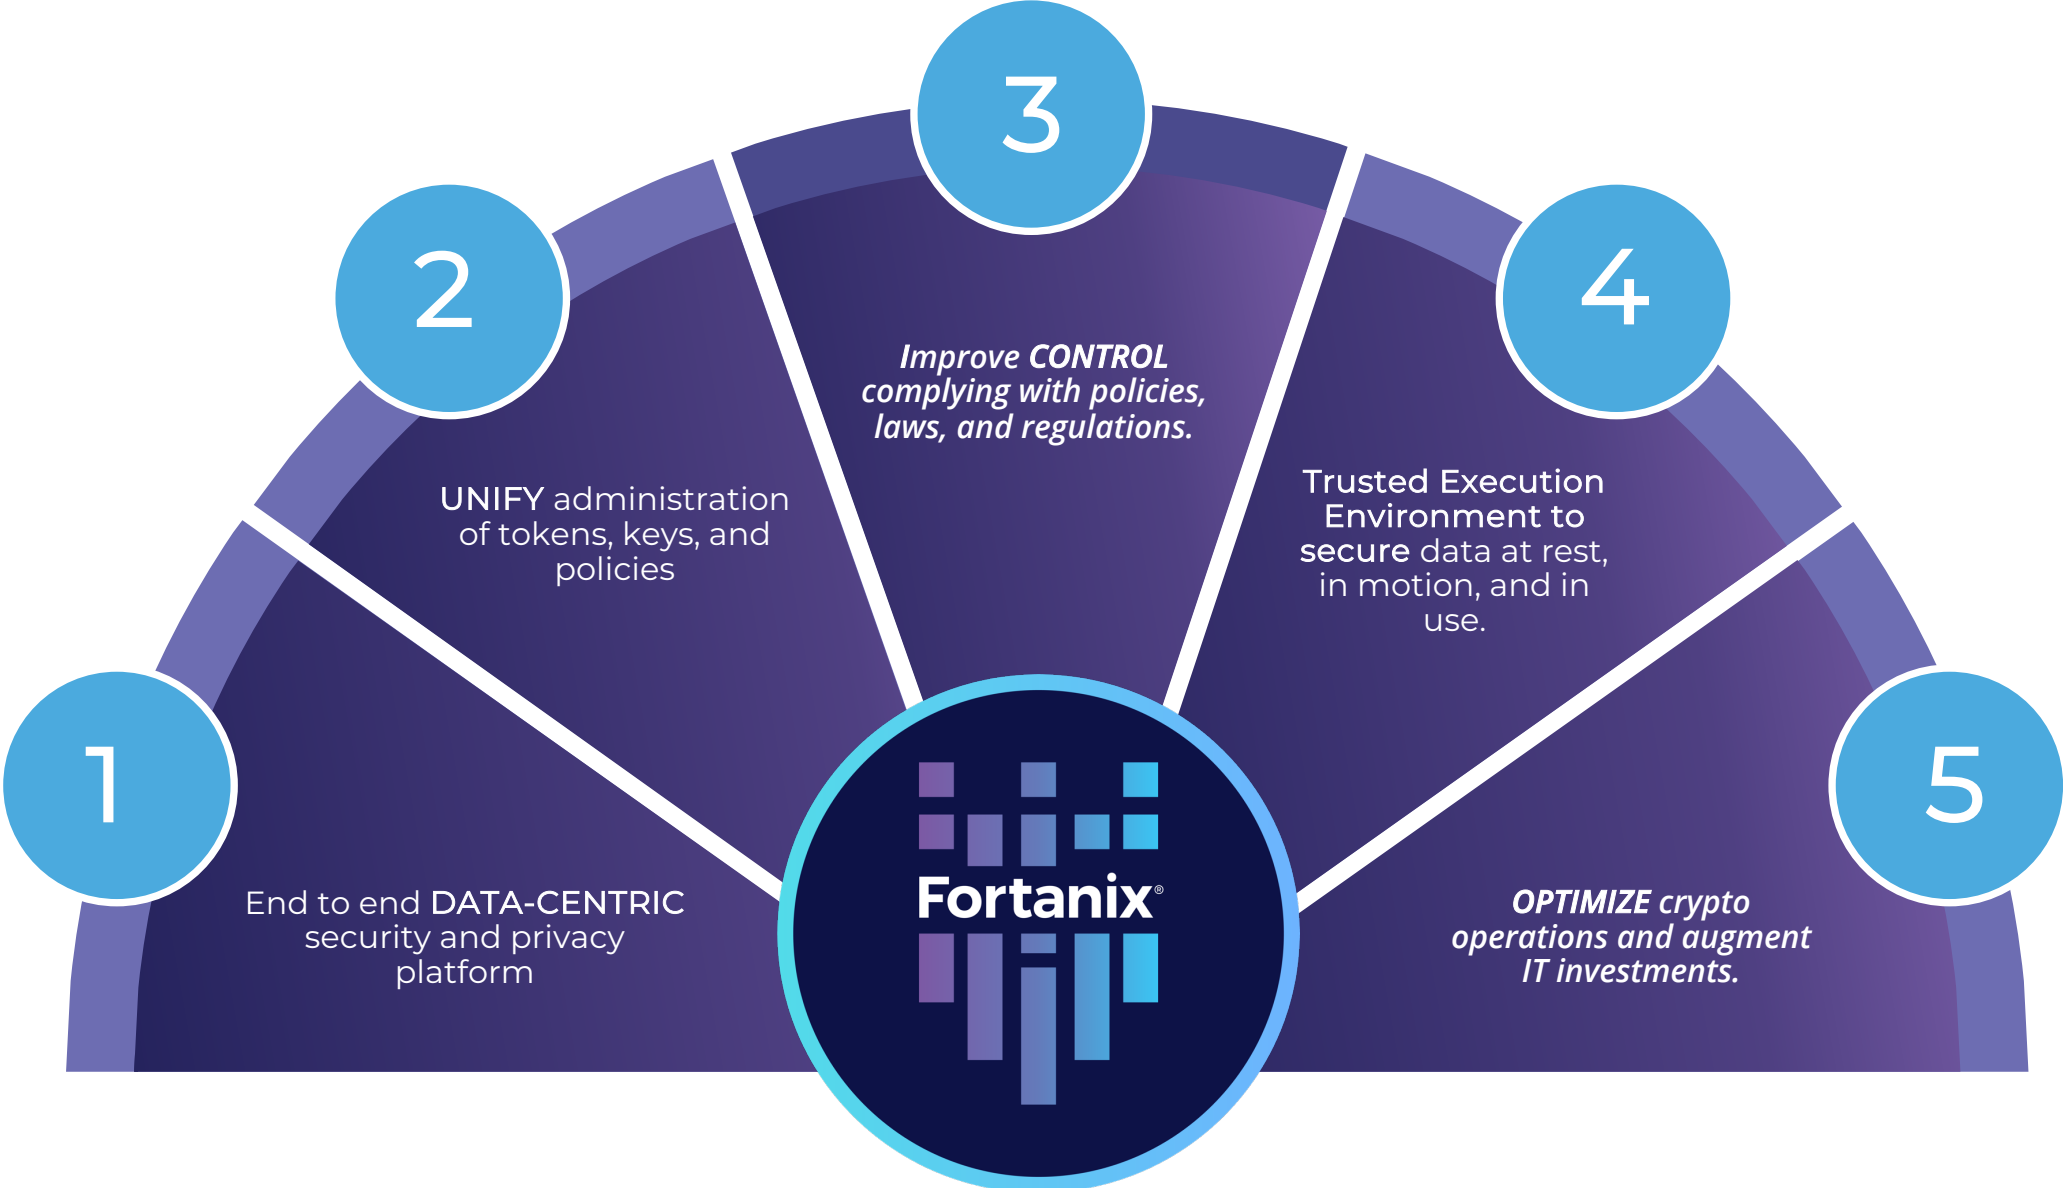 1
End to end DATA-CENTRIC
security and privacy
platform
2
UNIFY administration
of tokens, keys, and
policies
3
Improve CONTROL
complying with policies,
laws, and regulations.
4
Trusted Execution
Environment to
secure data at rest,
in motion, and in
use.
5
OPTIMIZE crypto
operations and augment
IT investments.
Fortanix®